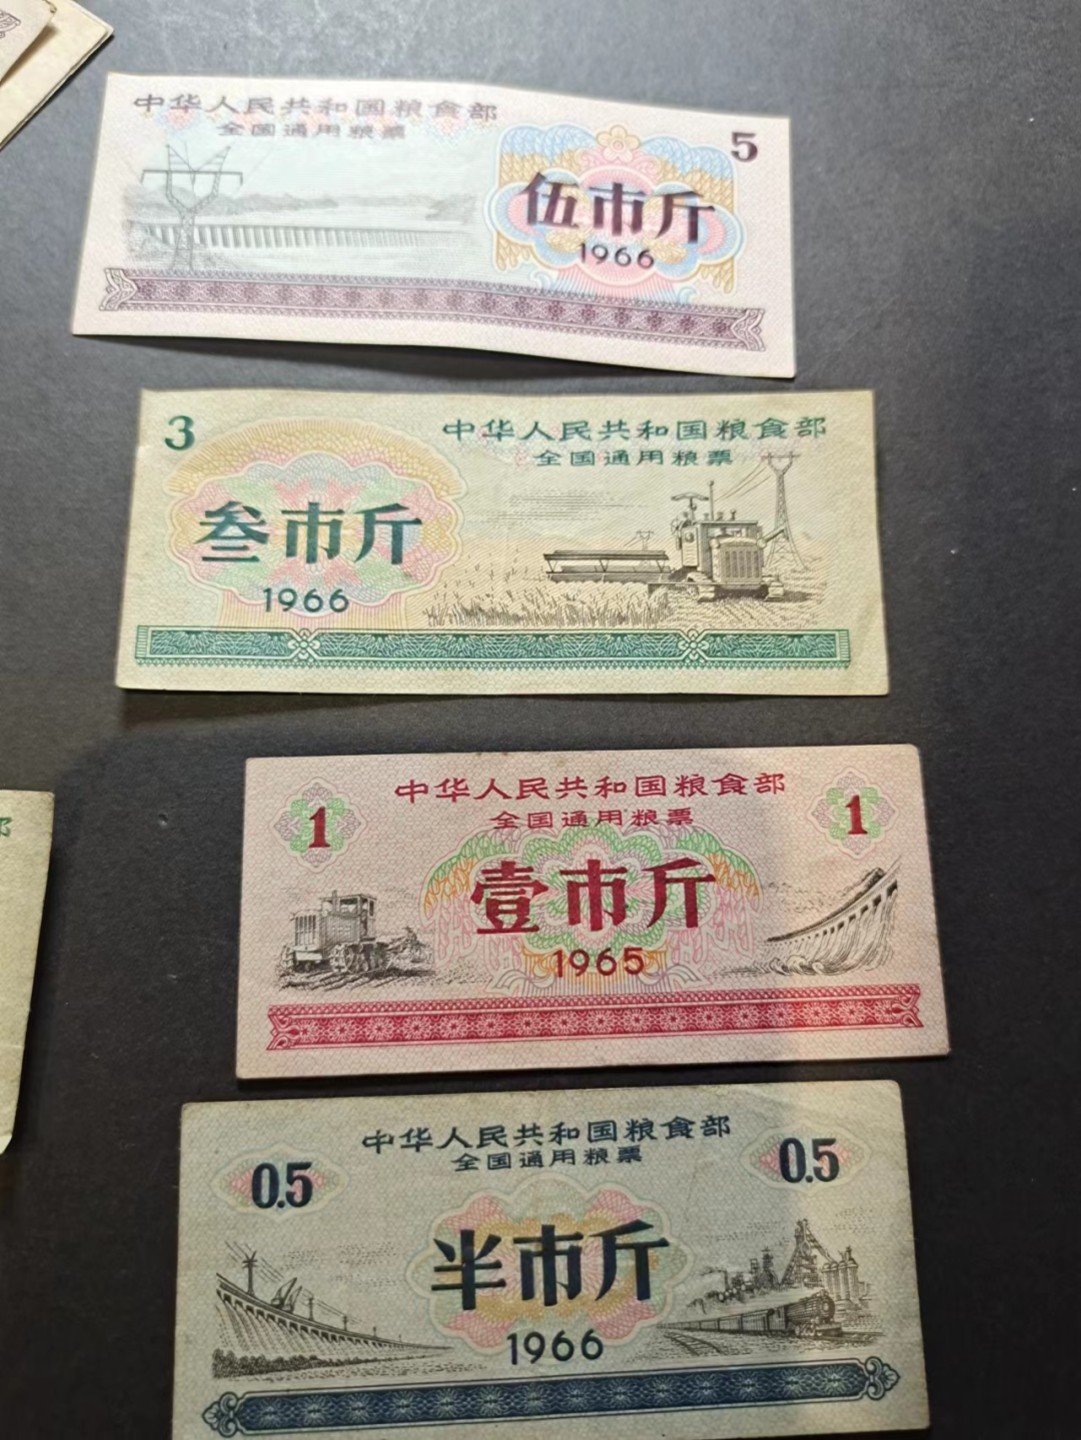 中华人民共和国粮食部
全国通用粮票
5
伍市斤
1966
3
中华人民共和国粮食部
全国通用粮票
叁市斤
1966
中华人民共和国粮食部
全国通用粮票
1
1
壹市斤
1965
中华人民共和国粮食部
全国通用粮票
0.5
0.5
半市斤
1966
部